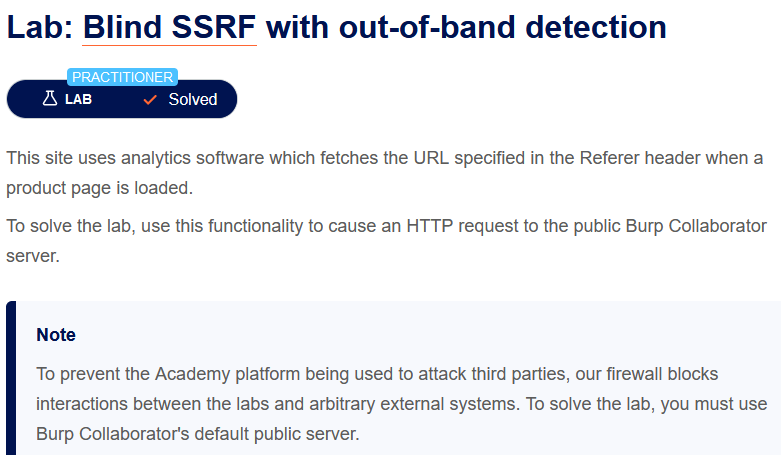 Lab: Blind SSRF with out-of-band detection
PRACTITIONER
LAB Solved
This site uses analytics software which fetches the URL specified in the Referer header when a
product page is loaded.
To solve the lab, use this functionality to cause an HTTP request to the public Burp Collaborator
server.
Note
To prevent the Academy platform being used to attack third parties, our firewall blocks
interactions between the labs and arbitrary external systems. To solve the lab, you must use
Burp Collaborator's default public server.